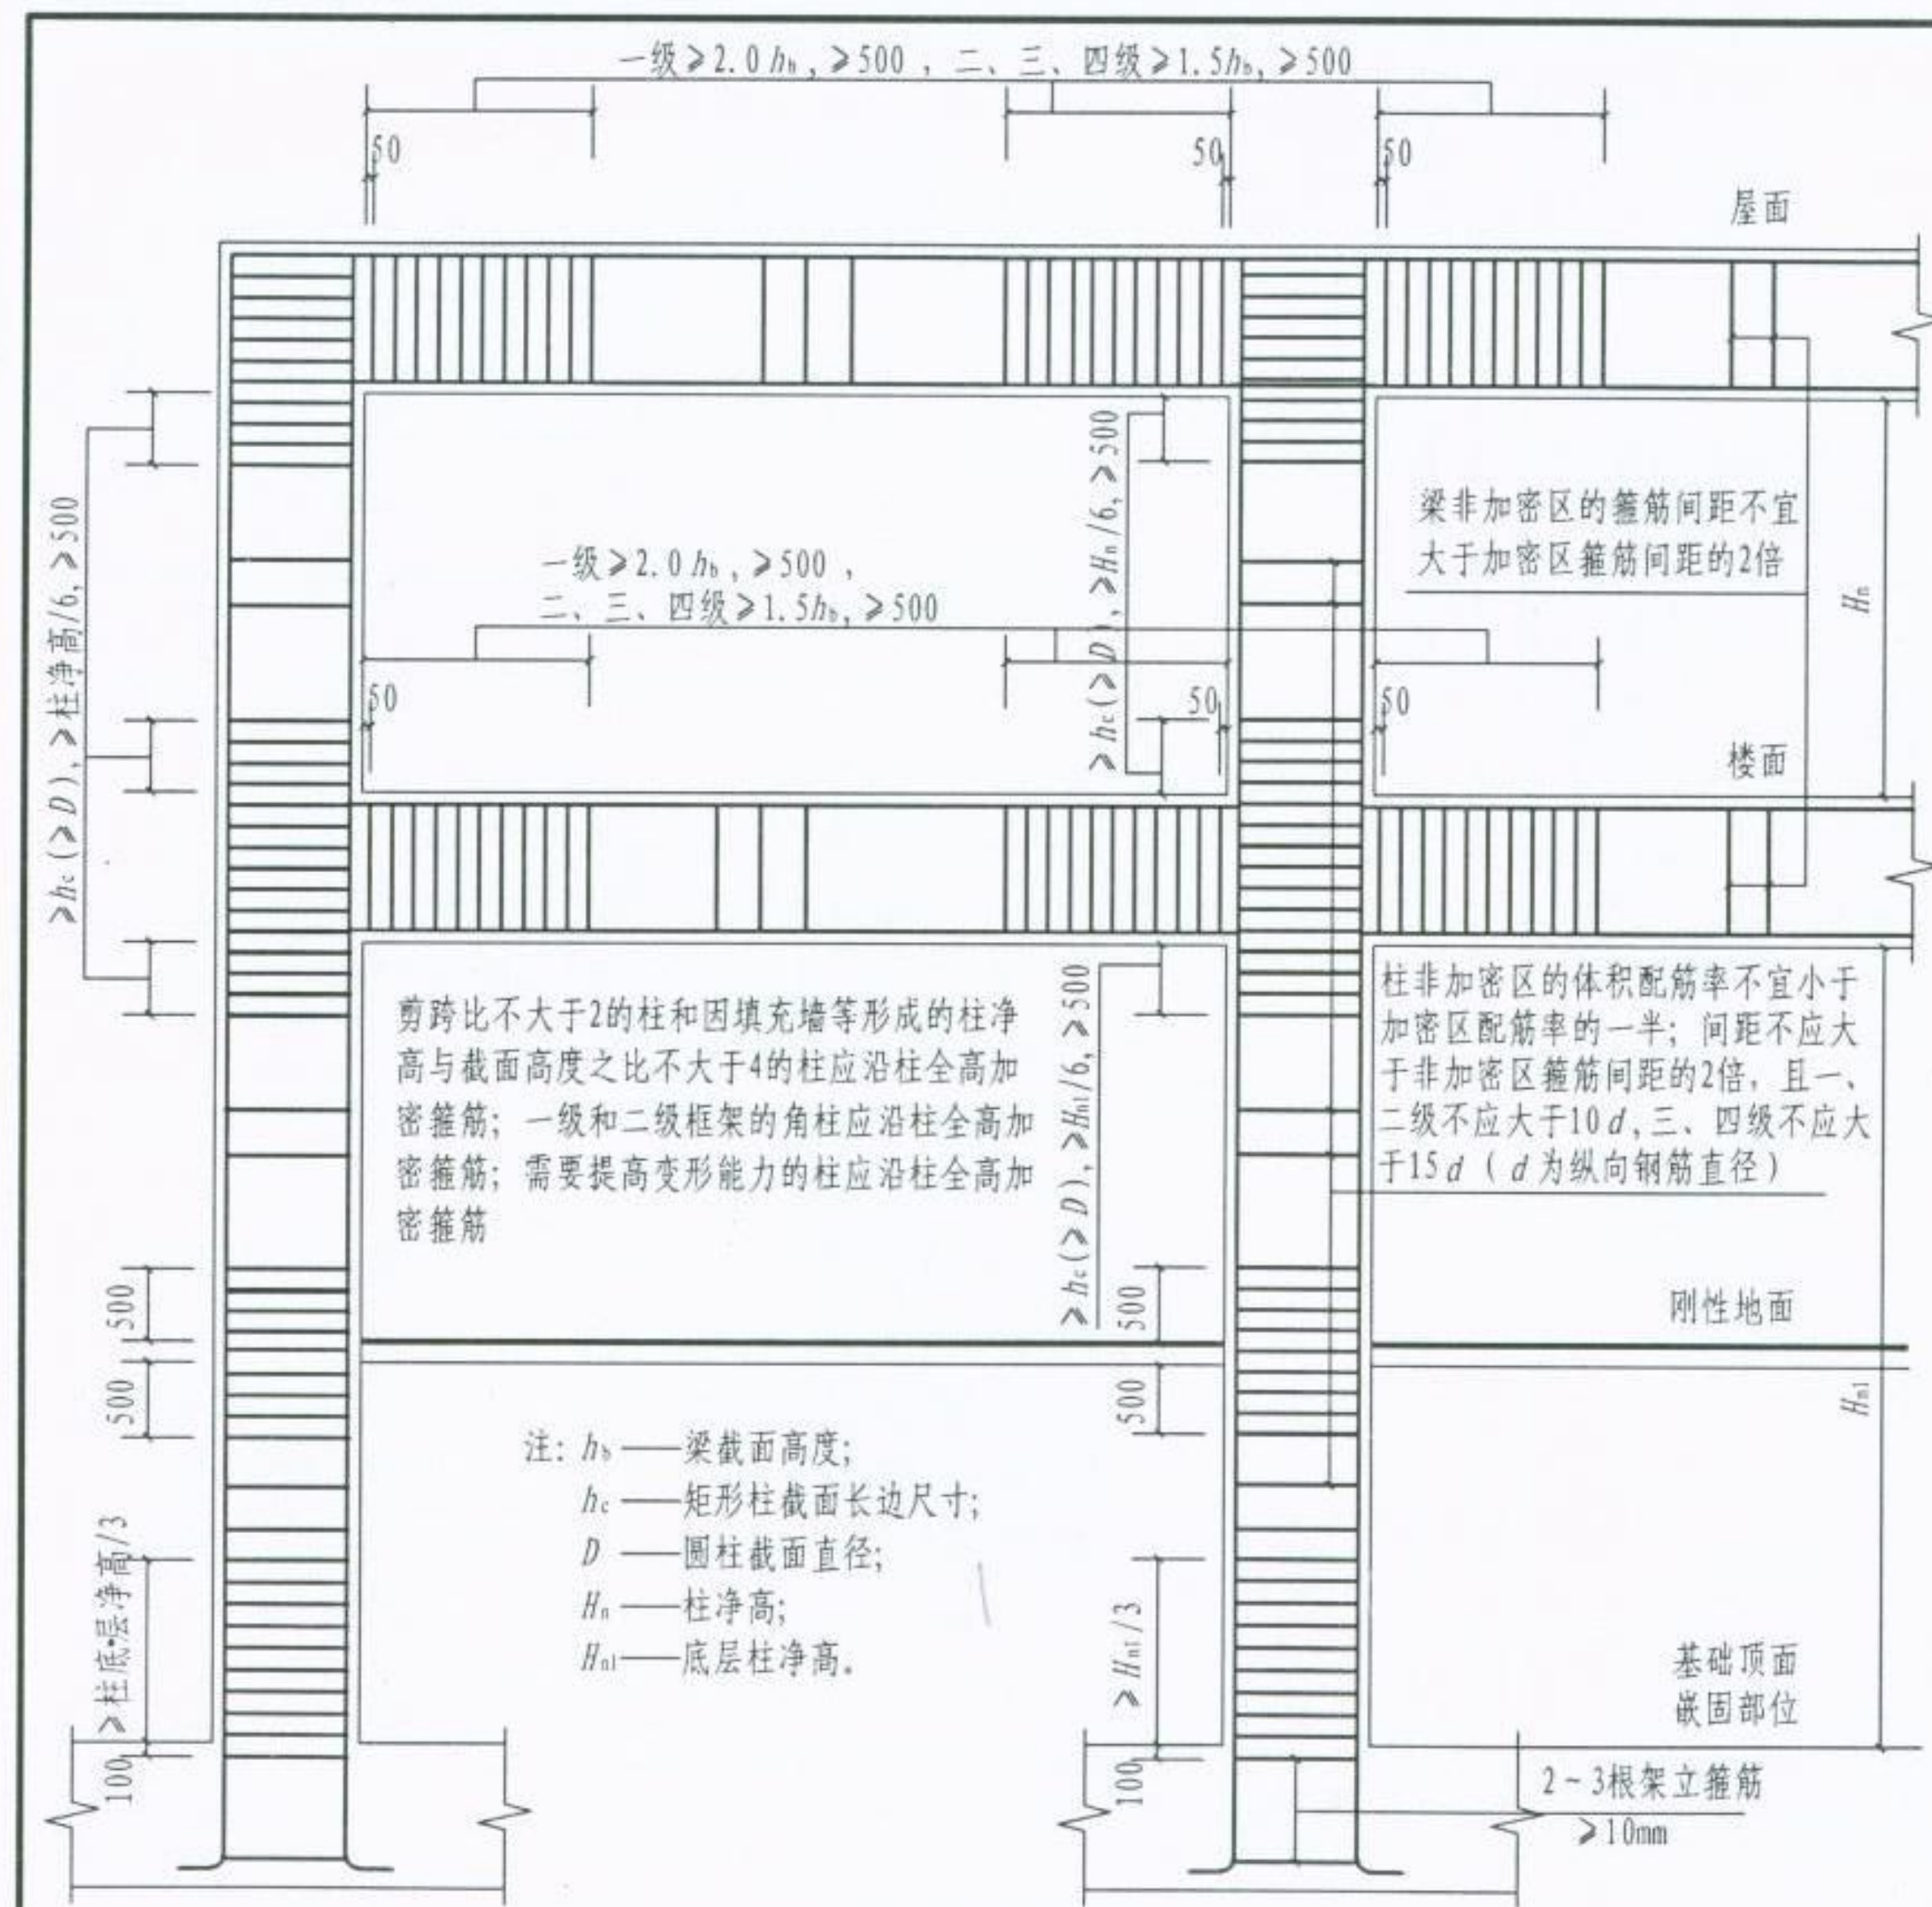 一级≥2.0hb,≥500，二、三、四级≥1.5hb,≥500
50
50
50
屋面
≥hc(≥D),≥柱净高/6,≥500
≥hc(≥D),≥Hn/6,≥500
梁非加密区的箍筋间距不宜
大于加密区箍筋间距的2倍
Hn
一级≥2.0hb,≥500，
二、三、四级≥1.5hb,≥500
50
50
50
楼面
剪跨比不大于2的柱和因填充墙等形成的柱净
高与截面高度之比不大于4的柱应沿柱全高加
密箍筋；一级和二级框架的角柱应沿柱全高加
密箍筋；需要提高变形能力的柱应沿柱全高加
密箍筋
≥hc(≥D),≥Hn1/6,≥500
柱非加密区的体积配筋率不宜小于
加密区配筋率的一半；间距不应大
于非加密区箍筋间距的2倍，且一、
二级不应大于10d,三、四级不应大
于15d（d为纵向钢筋直径）
500
500
刚性地面
500
500
Hn1
注：hb——梁截面高度；
hc——矩形柱截面长边尺寸；
D——圆柱截面直径；
Hn——柱净高；
Hn1——底层柱净高。
≥柱底层净高/3
≥Hn1/3
基础顶面
嵌固部位
100
100
2~3根架立箍筋
≥10mm